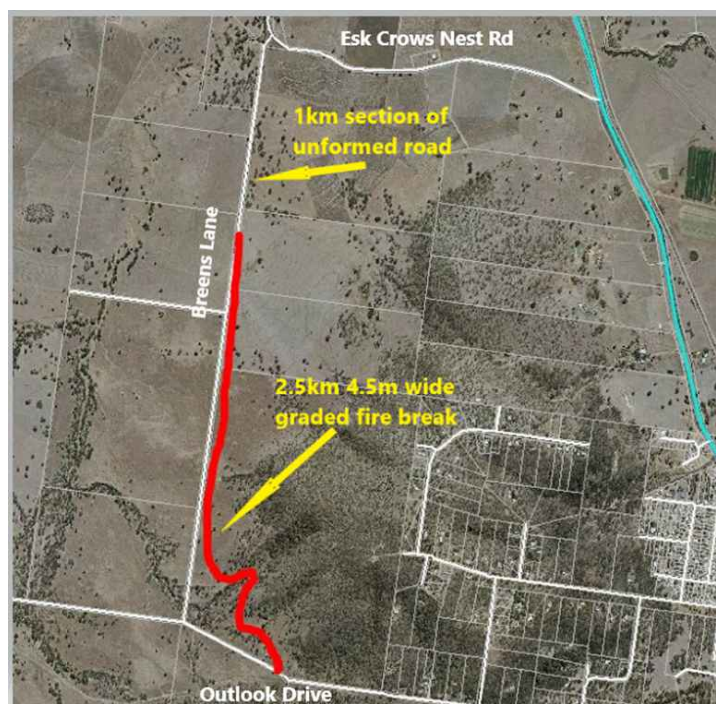 Esk Crows Nest Rd
1km section of
unformed road
Breens Lane
2.5km 4.5m wide
graded fire break
Outlook Drive